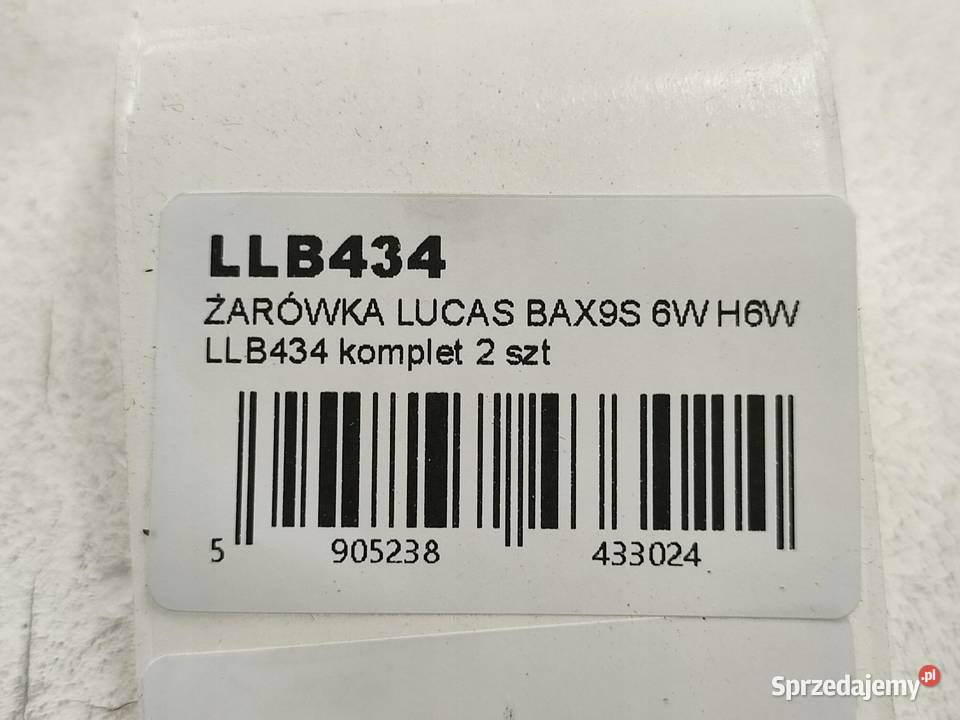 LLB434
ŻARÓWKA LUCAS BAX9S 6W H6W
LLB434 komplet 2 szt
5 905238 433024
Sprzedajemy.pl